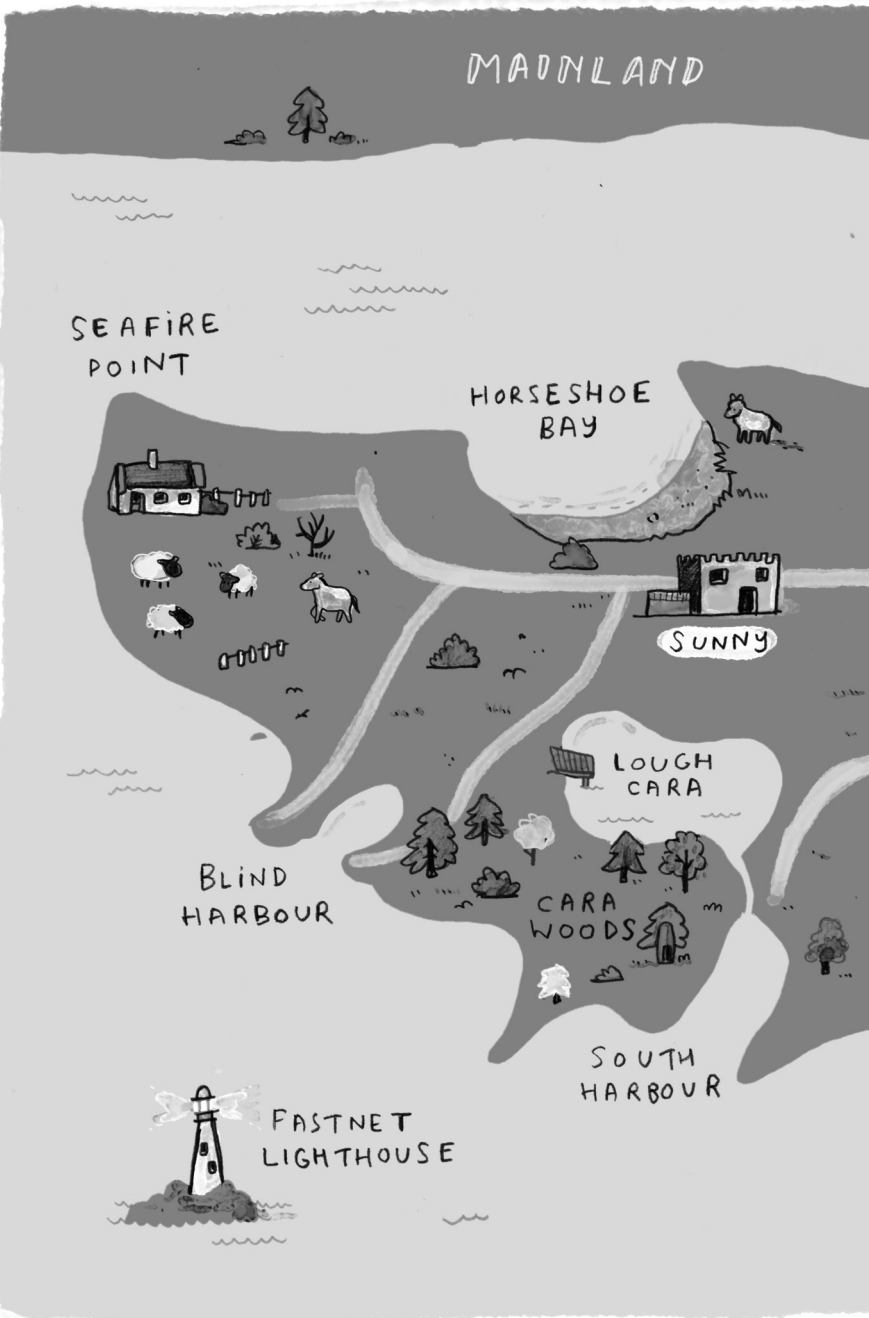 MAINLAND
SEAFiRE
POINT
HORSESHOE
BAY
SUNNY
LOUGH
CARA
BLiND
HARBOUR
CARA
WOODS
SOUTH
HARBOUR
FASTNET
LIGHTHOUSE